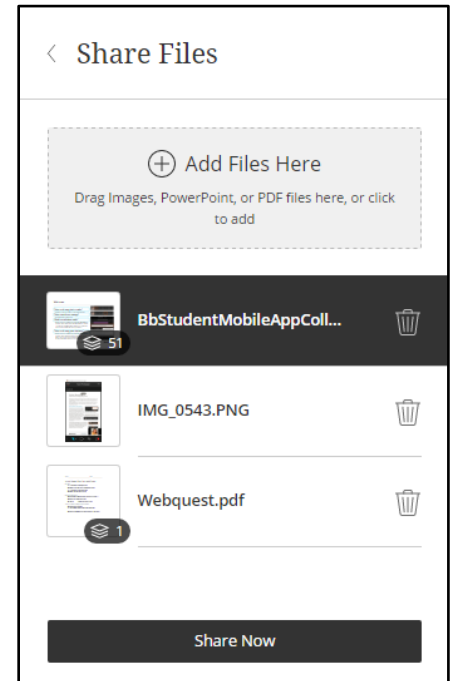 Share Files
Add Files Here
Drag Images, PowerPoint, or PDF files here, or click
to add
BbStudentMobileAppColl...
51
IMG_0543.PNG
Webquest.pdf
1
Share Now